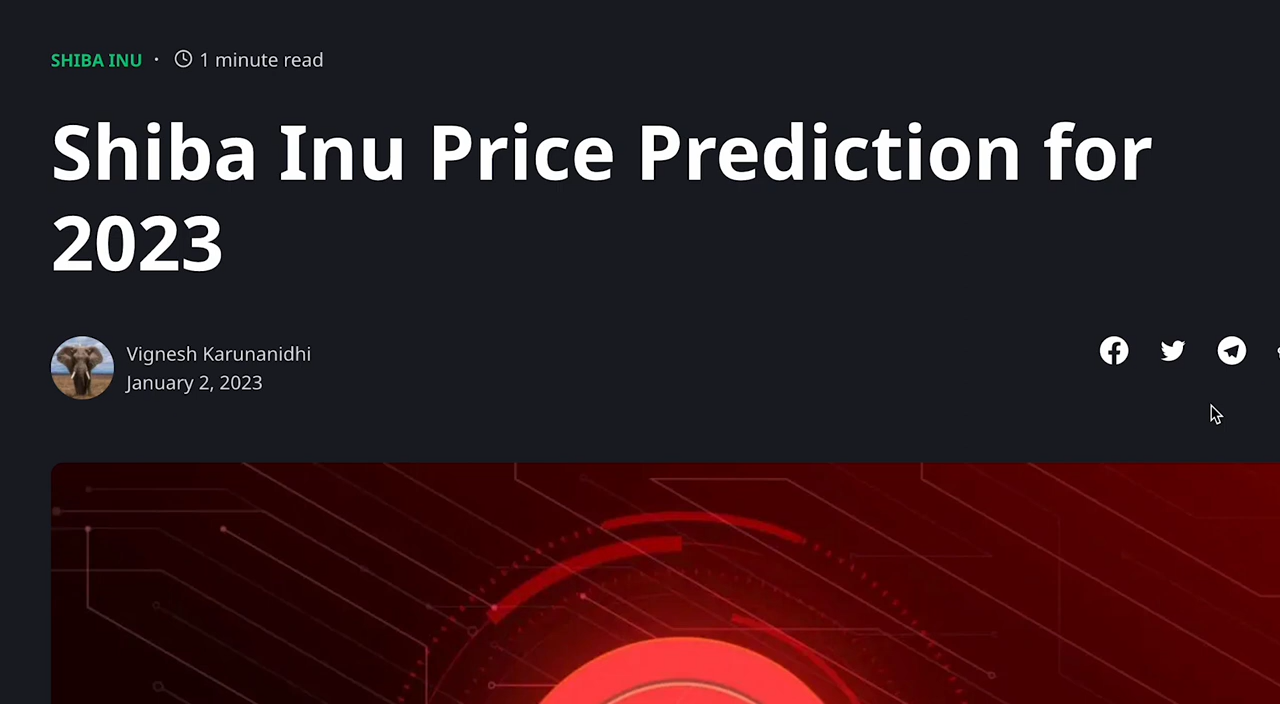 SHIBA INU · 1 minute read
Shiba Inu Price Prediction for
2023
Vignesh Karunanidhi
January 2, 2023